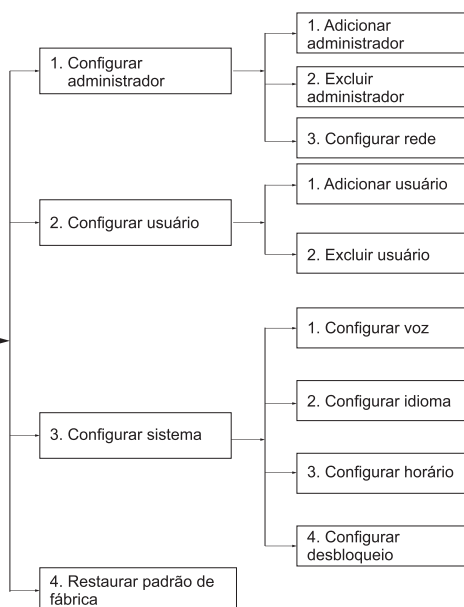 1. Configurar
administrador
1. Adicionar
administrador
2. Excluir
administrador
3. Configurar rede
2. Configurar usuário
1. Adicionar usuário
2. Excluir usuário
3. Configurar sistema
1. Configurar voz
2. Configurar idioma
3. Configurar horário
4. Configurar
desbloqueio
4. Restaurar padrão de
fábrica